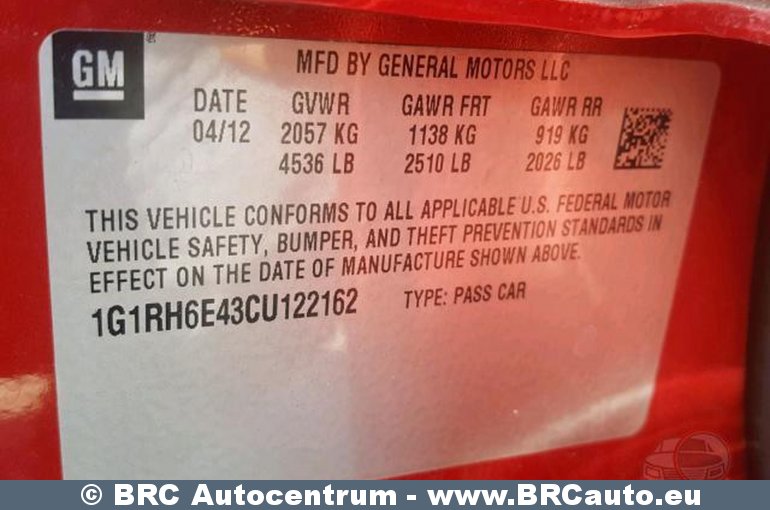 GM
MFD BY GENERAL MOTORS LLC
DATE GVWR GAWR FRT GAWR RR
04/12 2057 KG 1138 KG 919 KG
4536 LB 2510 LB 2026 LB
THIS VEHICLE CONFORMS TO ALL APPLICABLE U.S. FEDERAL MOTOR
VEHICLE SAFETY, BUMPER, AND THEFT PREVENTION STANDARDS IN
EFFECT ON THE DATE OF MANUFACTURE SHOWN ABOVE.
1G1RH6E43CU122162 TYPE: PASS CAR
© BRC Autocentrum - www.BRCauto.eu